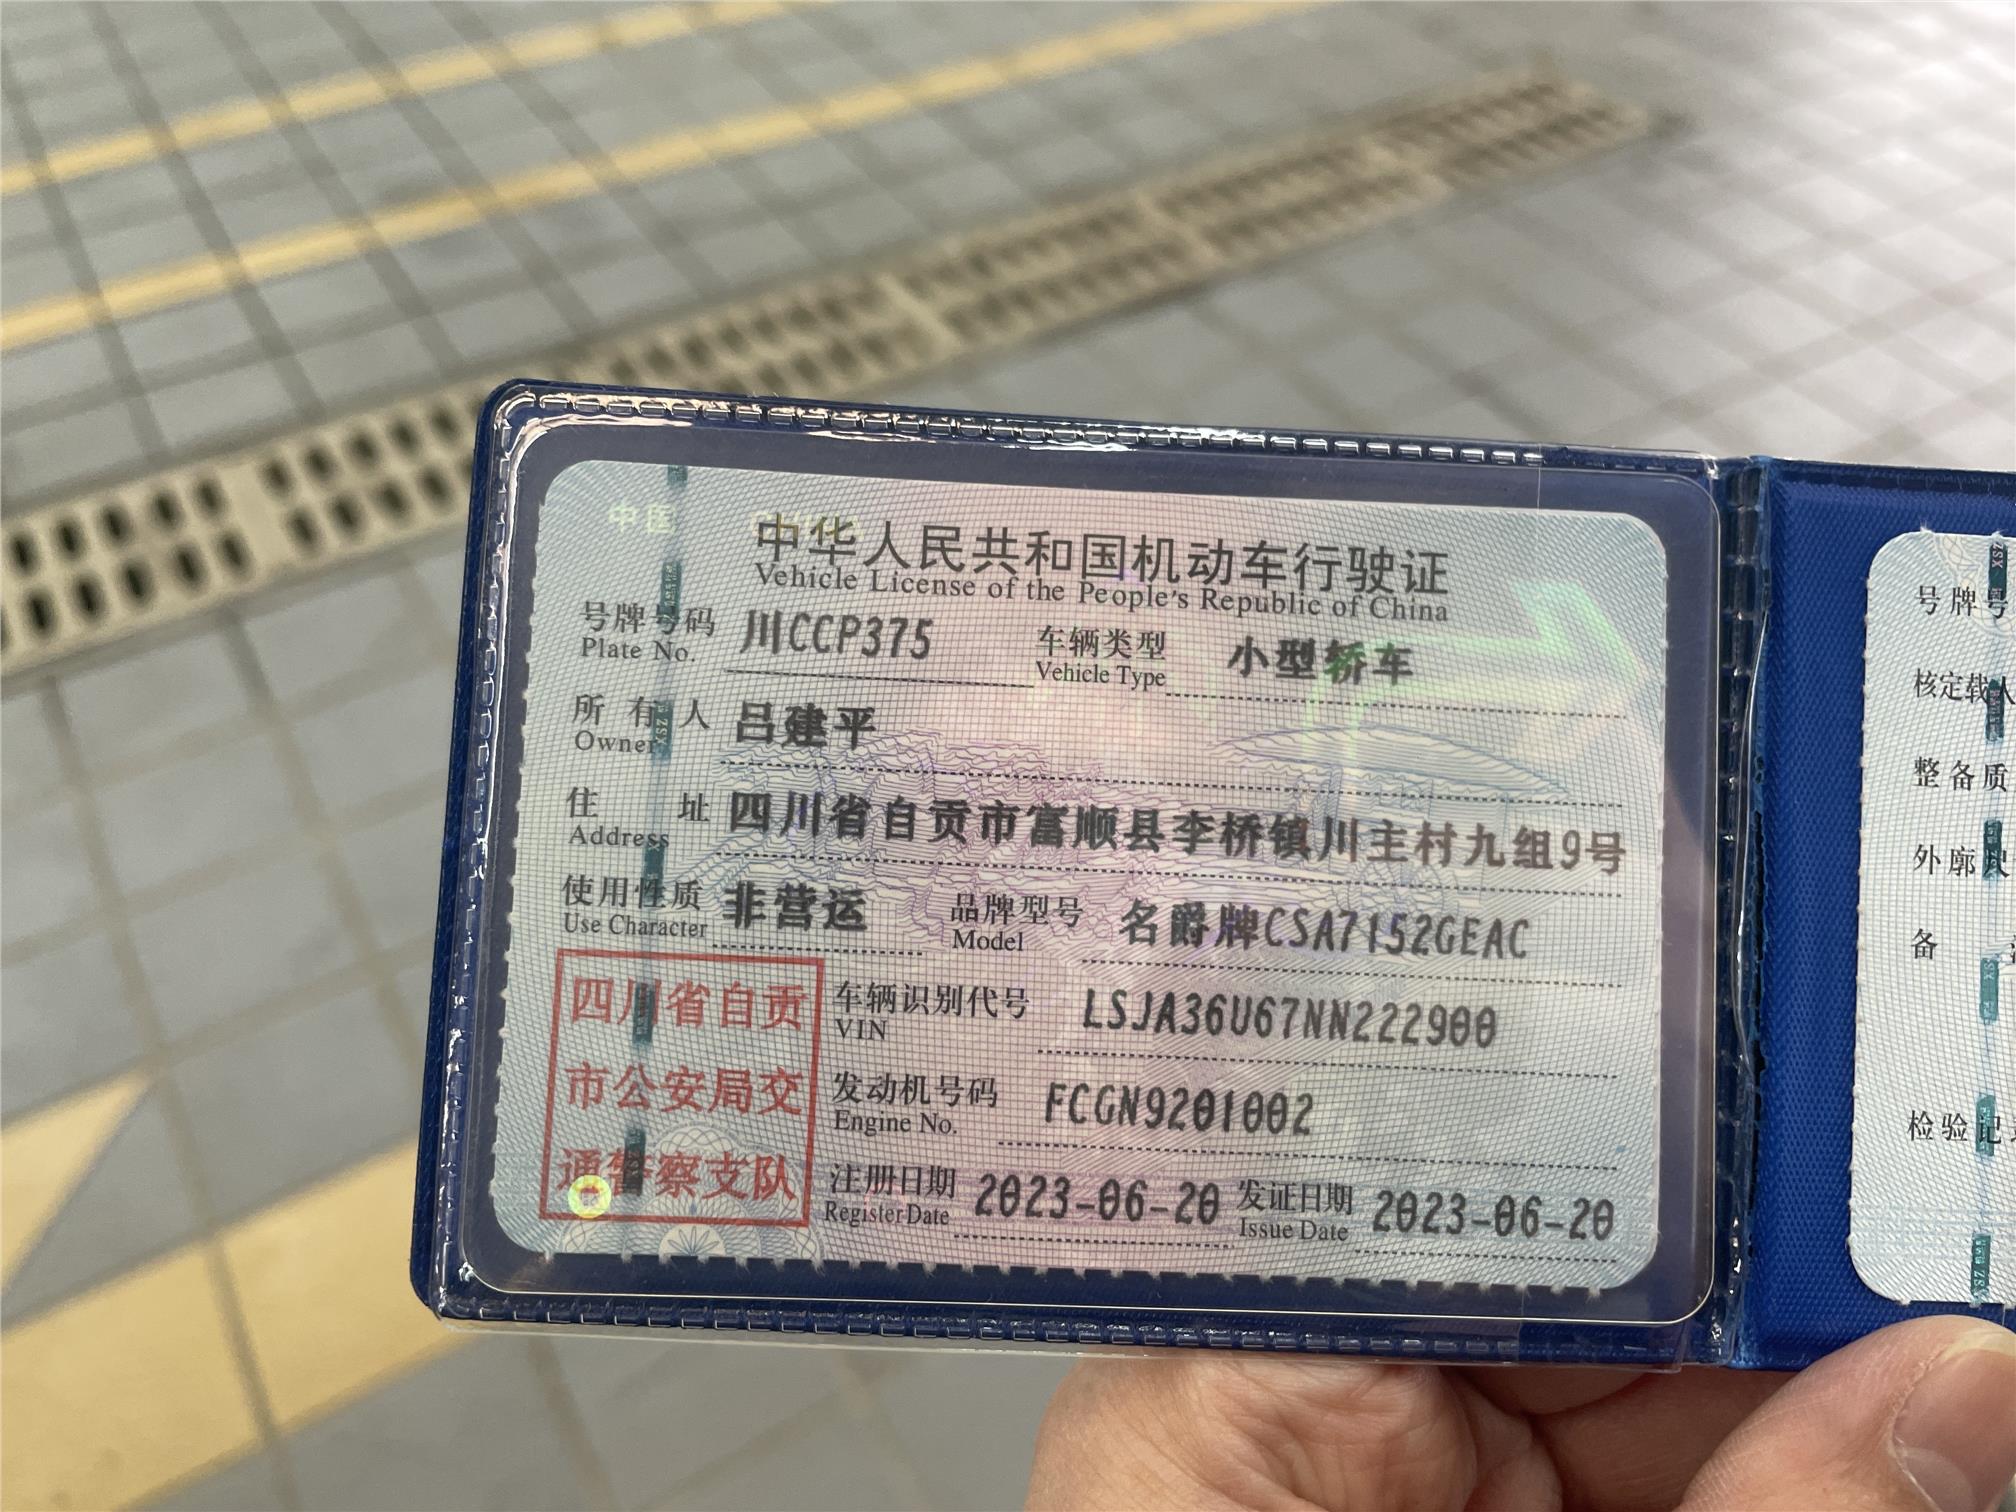 中国
中华人民共和国机动车行驶证
Vehicle License of the People's Republic of China
号牌号码 川CCP375 车辆类型 小型轿车
Plate No. Vehicle Type
所有人 吕建平
Owner
住址 四川省自贡市富顺县李桥镇川主村九组9号
Address
使用性质 非营运 品牌型号 名爵牌CSA7152GEAC
Use Character Model
四川省自贡
市公安局交
通警察支队
车辆识别代号 LSJA36U67NN222900
VIN
发动机号码 FCGN9201002
Engine No.
注册日期 2023-06-20 发证日期 2023-06-20
Register Date Issue Date
号牌号
核定载人
整备质
外廓尺
备
检验记